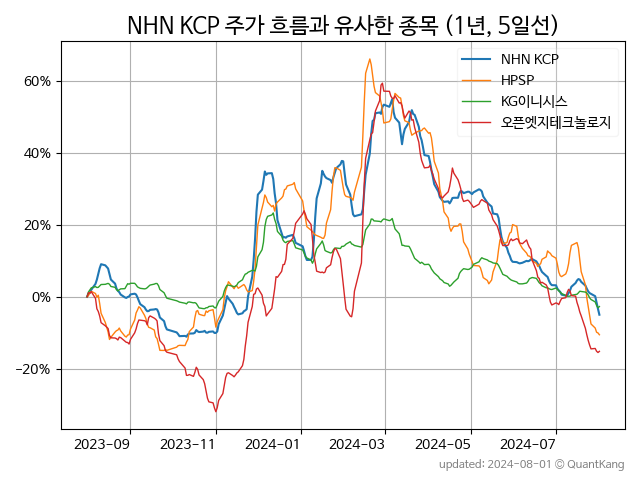 NHN KCP 주가 흐름과 유사한 종목 (1년, 5일선)
NHN KCP
HPSP
KG이니시스
오픈엣지테크놀로지
60%
40%
20%
0%
−20%
2023-09
2023-11
2024-01
2024-03
2024-05
2024-07
updated: 2024-08-01 © QuantKang